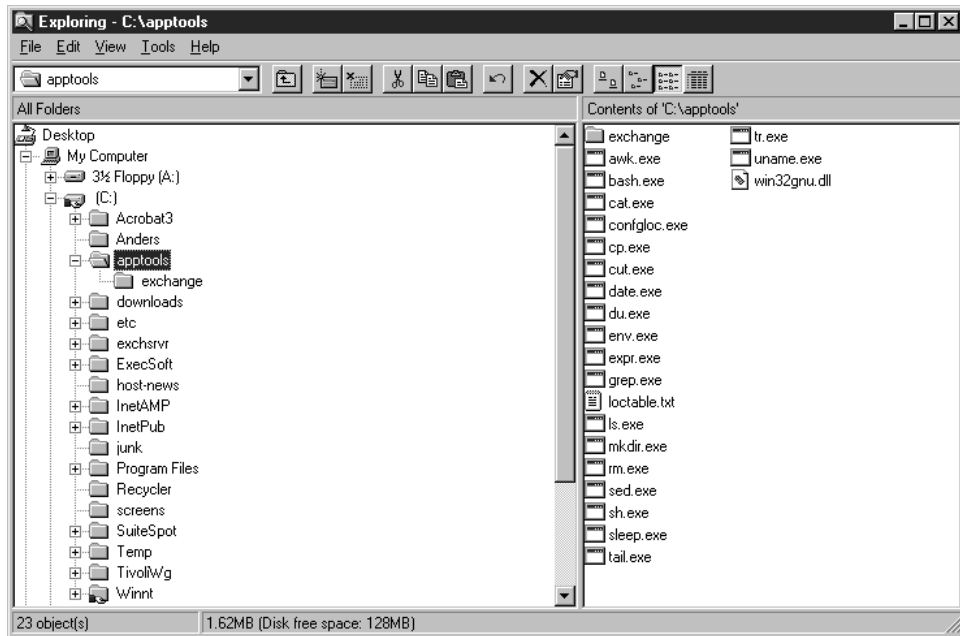 Exploring - C:\apptools
File Edit View Tools Help
apptools
All Folders
Contents of 'C:\apptools'
Desktop
My Computer
3½ Floppy (A:)
(C:)
Acrobat3
Anders
apptools
exchange
downloads
etc
exchsrvr
ExecSoft
host-news
InetAMP
InetPub
junk
Program Files
Recycler
screens
SuiteSpot
Temp
TivoliWg
Winnt
exchange
awk.exe
bash.exe
cat.exe
confgloc.exe
cp.exe
cut.exe
date.exe
du.exe
env.exe
expr.exe
grep.exe
loctable.txt
ls.exe
mkdir.exe
rm.exe
sed.exe
sh.exe
sleep.exe
tail.exe
tr.exe
uname.exe
win32gnu.dll
23 object(s)
1.62MB (Disk free space: 128MB)